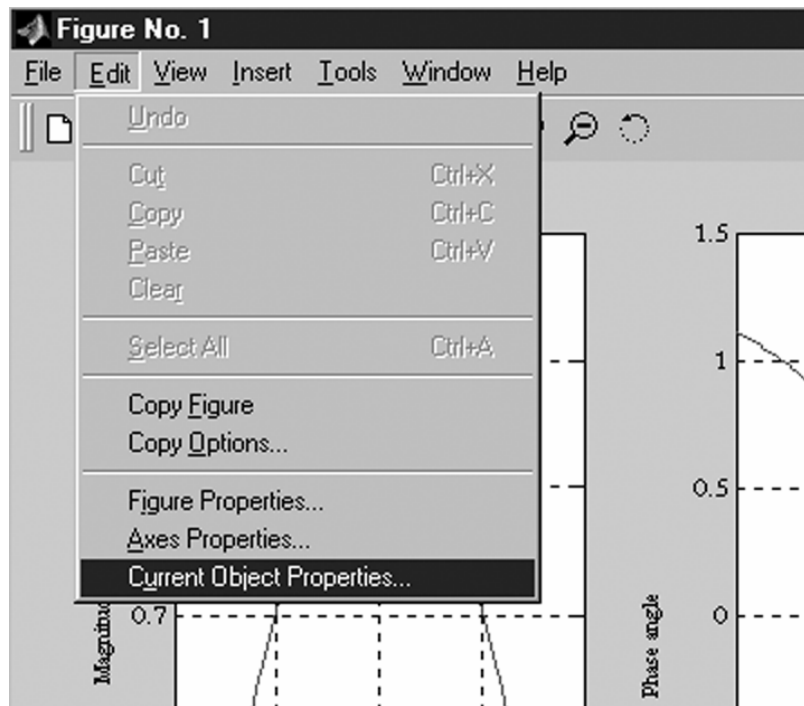 Figure No. 1
File Edit View Insert Tools Window Help
Undo
Cut Ctrl+X
Copy Ctrl+C
Paste Ctrl+V
Clear
Select All Ctrl+A
Copy Figure
Copy Options...
Figure Properties...
Axes Properties...
Current Object Properties...
0.7
1.5
1
0.5
0
Phase angle